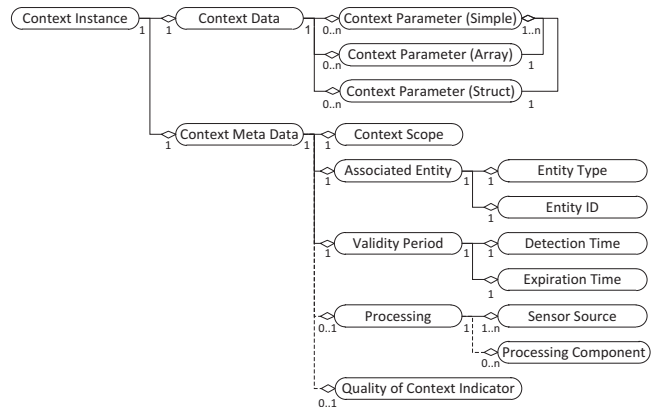 Context Instance
1
1
Context Data
1
0..n
Context Parameter (Simple)
1..n
0..n
Context Parameter (Array)
1
0..n
Context Parameter (Struct)
1
1
Context Meta Data
1
1
Context Scope
1
Associated Entity
1
1
Entity Type
1
Entity ID
1
Validity Period
1
1
Detection Time
1
Expiration Time
0..1
Processing
1
1..n
Sensor Source
0..n
Processing Component
0..1
Quality of Context Indicator